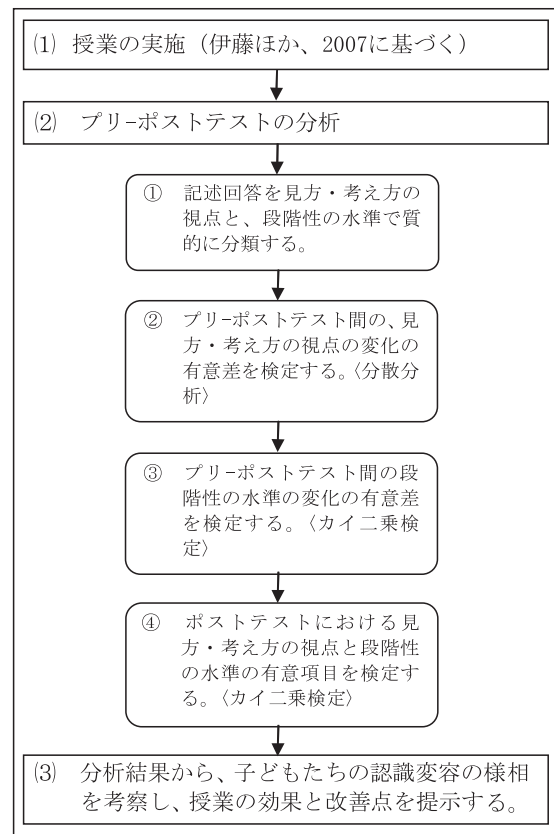 ⑴ 授業の実施（伊藤ほか、2007に基づく）
⑵ プリ−ポストテストの分析
① 記述回答を見方・考え方の
視点と、段階性の水準で質
的に分類する。
② プリ−ポストテスト間の、見
方・考え方の視点の変化の
有意差を検定する。〈分散分
析〉
③ プリ−ポストテスト間の段
階性の水準の変化の有意差
を検定する。〈カイ二乗検
定〉
④ ポストテストにおける見
方・考え方の視点と段階性
の水準の有意項目を検定す
る。〈カイ二乗検定〉
⑶ 分析結果から、子どもたちの認識変容の様相
を考察し、授業の効果と改善点を提示する。